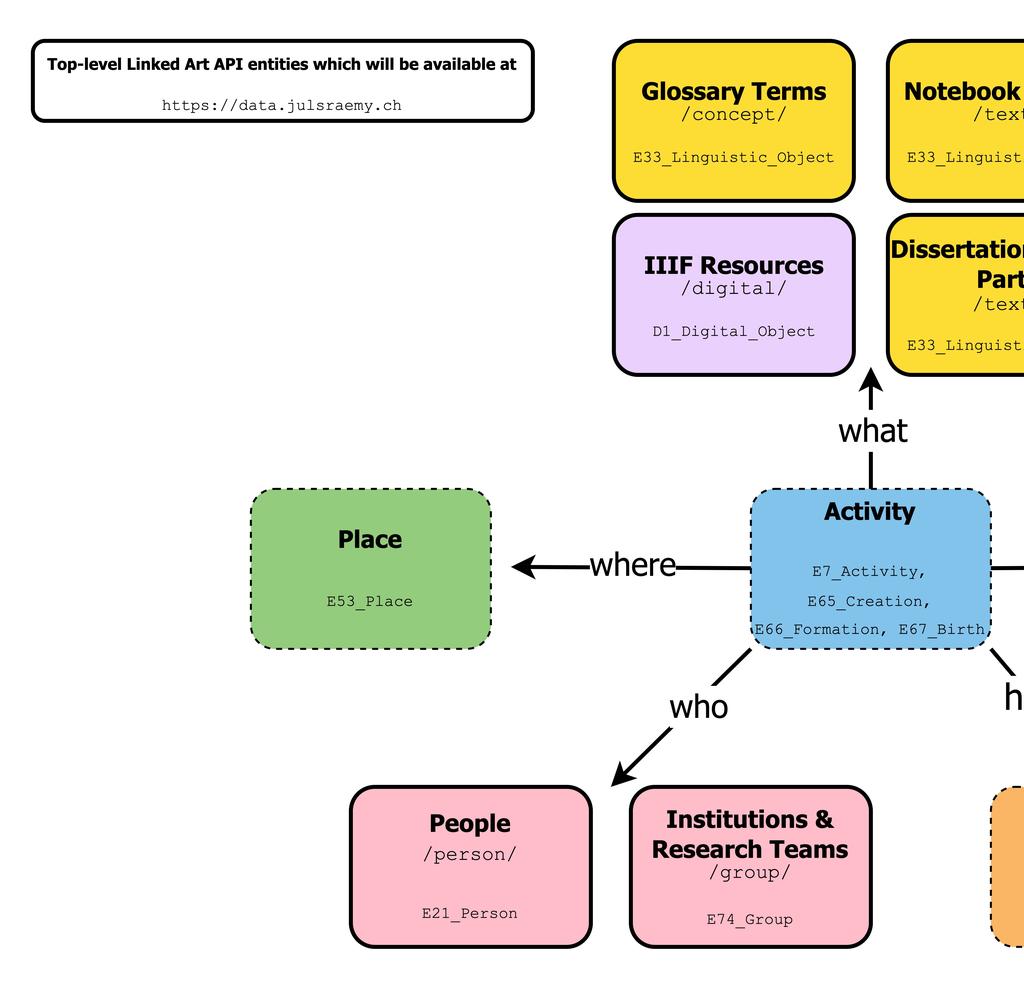 Top-level Linked Art API entities which will be available at
https://data.julsraemy.ch
Glossary Terms
/concept/
E33_Linguistic_Object
Notebook
/text
E33_Linguist
IIIF Resources
/digital/
D1_Digital_Object
Dissertation
Part
/text
E33_Linguist
what
Place
E53_Place
where
Activity
E7_Activity,
E65_Creation,
E66_Formation, E67_Birth
who
h
People
/person/
E21_Person
Institutions &
Research Teams
/group/
E74_Group